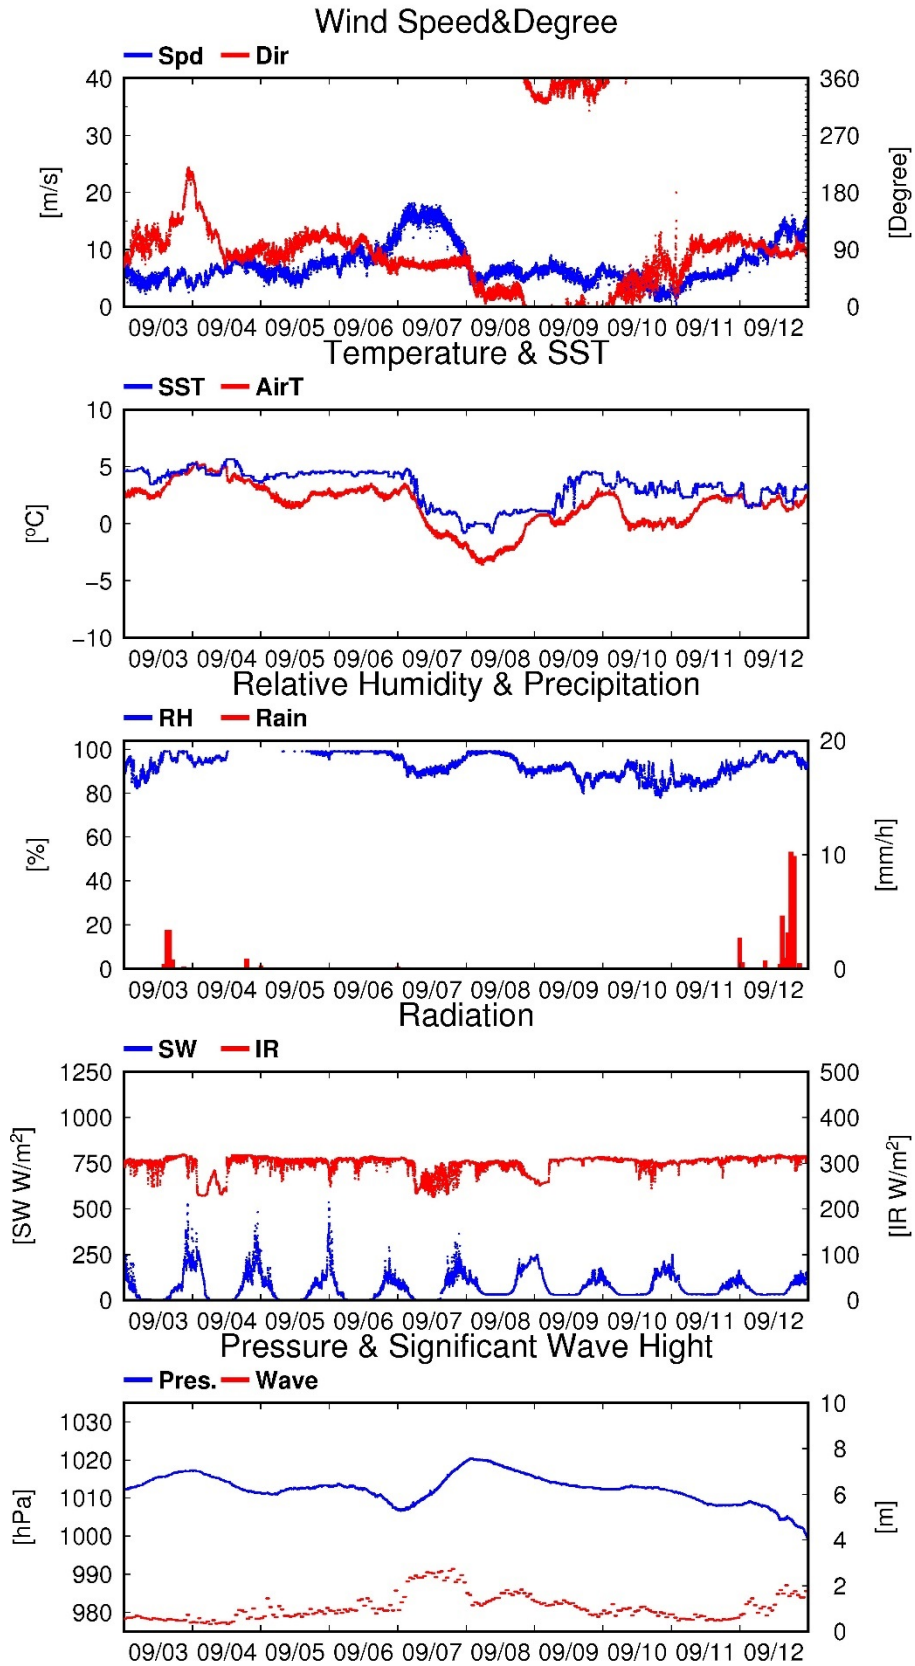 Wind Speed&Degree
Spd Dir
40 360
30 270
20 180
10 90
0 0
[m/s] [Degree]
09/03 09/04 09/05 09/06 09/07 09/08 09/09 09/10 09/11 09/12
Temperature & SST
SST AirT
10
5
0
−5
−10
[ºC]
09/03 09/04 09/05 09/06 09/07 09/08 09/09 09/10 09/11 09/12
Relative Humidity & Precipitation
RH Rain
100 20
80
60
40 10
20
0 0
[%] [mm/h]
09/03 09/04 09/05 09/06 09/07 09/08 09/09 09/10 09/11 09/12
Radiation
SW IR
1250 500
1000 400
750 300
500 200
250 100
0 0
[SW W/m²] [IR W/m²]
09/03 09/04 09/05 09/06 09/07 09/08 09/09 09/10 09/11 09/12
Pressure & Significant Wave Hight
Pres. Wave
1030 10
1020 8
1010 6
1000 4
990 2
980 0
[hPa] [m]
09/03 09/04 09/05 09/06 09/07 09/08 09/09 09/10 09/11 09/12